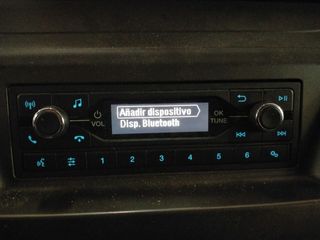 Añadir dispositivo
Disp. Bluetooth
VOL
OK
TUNE
1
2
3
4
5
6